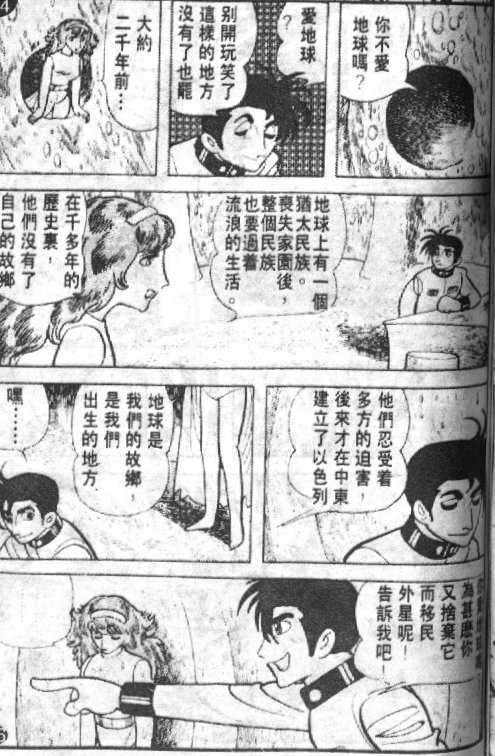 你不愛
地球嗎？
愛地球
？
别開玩笑了
這樣的地方
沒有了也罷
大約
二千年前…
地球上有一個
猶太民族。
喪失家園後，
整個民族
也要過着
流浪的生活。
在千多年的
歷史裏，
他們沒有了
自己的故鄉
他們忍受着
多方的迫害，
後來才在中東
建立了以色列
地球是
我們的故鄉，
是我們
出生的地方
嘿……
為甚麽你
又捨棄它
而移民
外星呢！
告訴我吧！